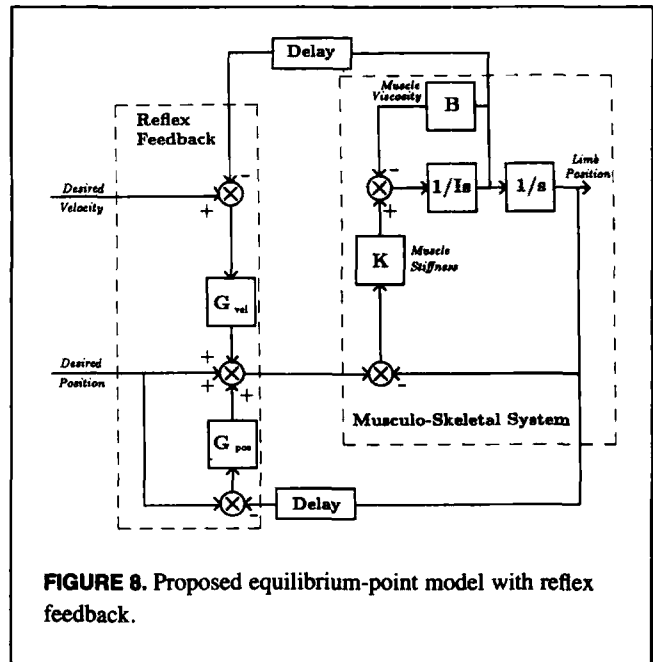 Delay
Muscle
Viscosity
B
Reflex
Feedback
-
-
Desired
Velocity
+
+
1/Is
1/s
Limb
Position
K
Muscle
Stiffness
G vel
Desired
Position
+
+
+
-
Musculo-Skeletal System
G pos
-
Delay
FIGURE 8. Proposed equilibrium-point model with reflex
feedback.